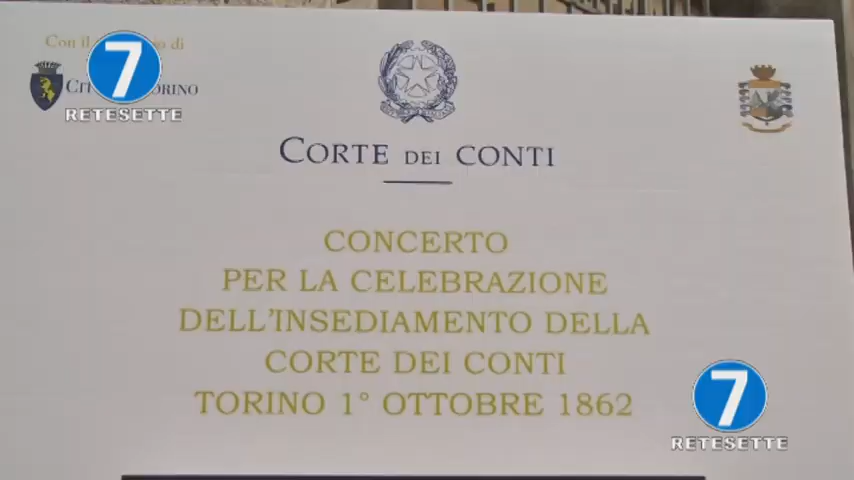 Con il
di
7
RETESETTE
CORTE DEI CONTI
CONCERTO
PER LA CELEBRAZIONE
DELL'INSEDIAMENTO DELLA
CORTE DEI CONTI
TORINO 1° OTTOBRE 1862
7
RETESETTE